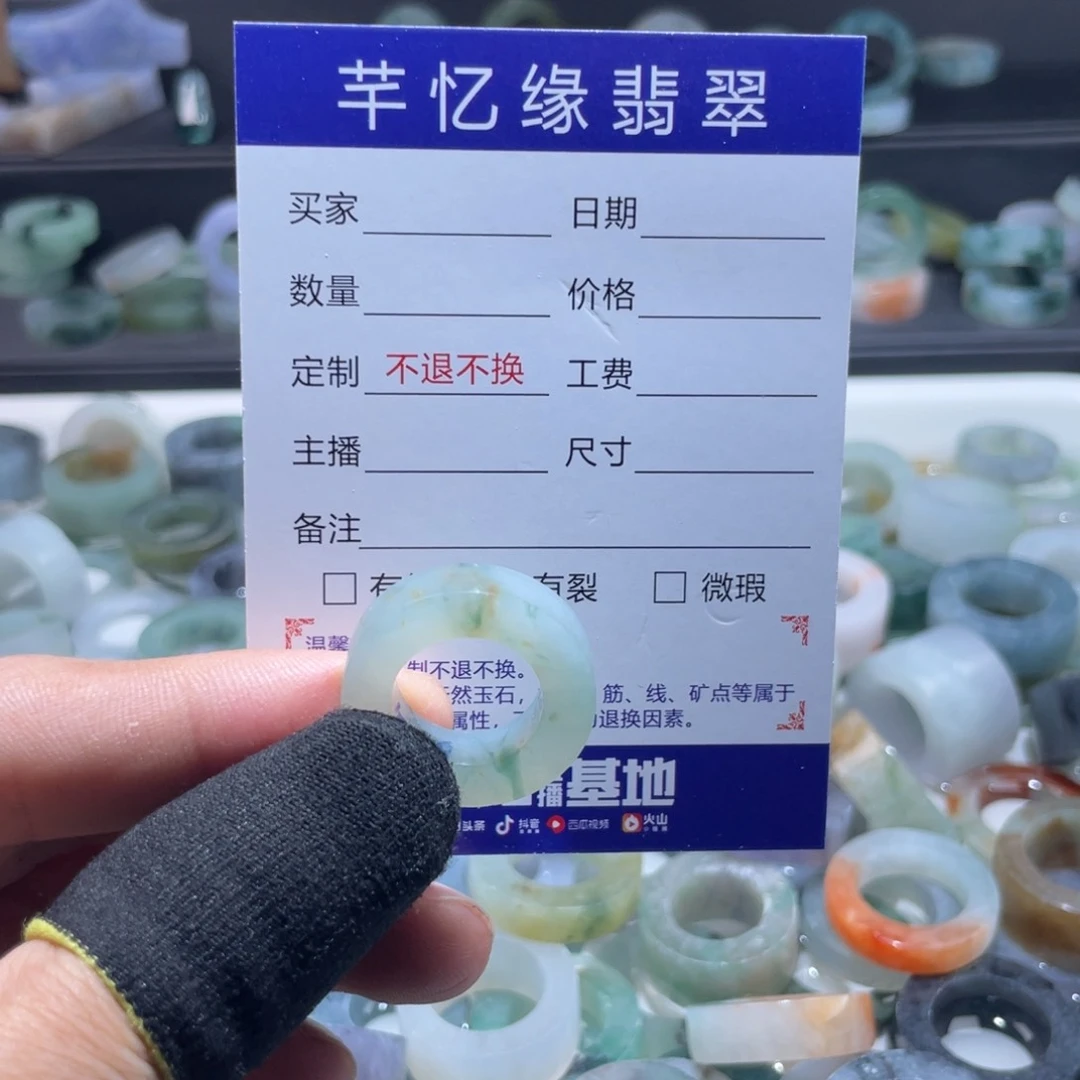 芊忆缘翡翠
买家 日期
数量 价格
定制 不退不换 工费
主播 尺寸
备注
□ 有 有裂 □ 微瑕
温馨
制不退不换。
然玉石， 筋、线、矿点等属于
属性， 退换因素。
播基地
头条 抖音 西瓜视频 火山